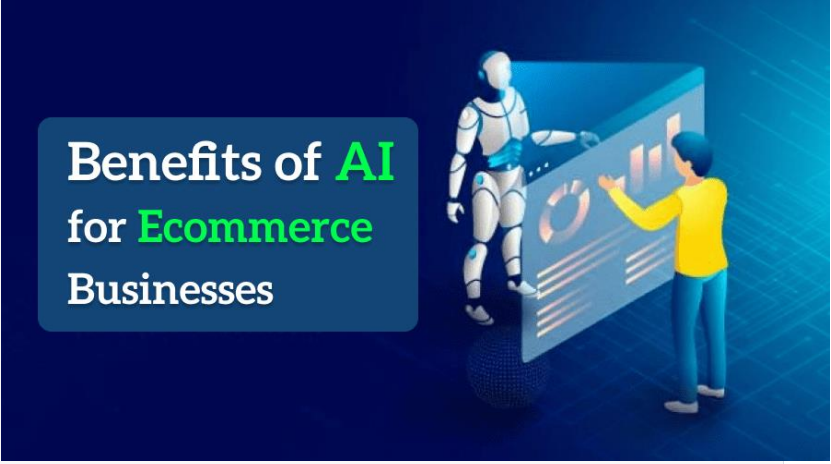 Benefits of AI
for Ecommerce
Businesses